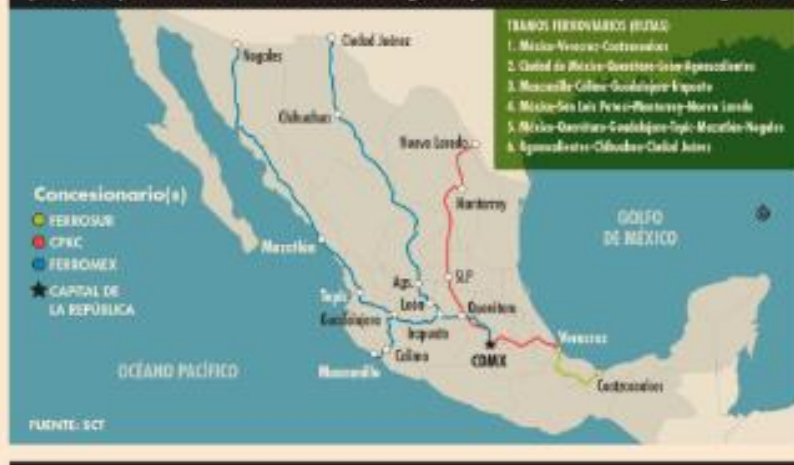 TRAMOS FERROVIARIOS (RUTAS)
1. México-Veracruz-Coatzacoalcos
2. Ciudad de México-Querétaro-León-Aguascalientes
3. Manzanillo-Colima-Guadalajara-Irapuato
4. México-San Luis Potosí-Monterrey-Nuevo Laredo
5. México-Querétaro-Guadalajara-Tepic-Mazatlán-Nogales
6. Aguascalientes-Chihuahua-Ciudad Juárez
Nogales
Ciudad Juárez
Chihuahua
Nuevo Laredo
Monterrey
Concesionario(s)
FERROSUR
CPKC
FERROMEX
CAPITAL DE
LA REPÚBLICA
GOLFO
DE MÉXICO
Mazatlán
SLP
Ags.
Tepic
León
Querétaro
Guadalajara
Irapuato
Veracruz
CDMX
Colima
Manzanillo
Coatzacoalcos
OCÉANO PACÍFICO
FUENTE: SCT